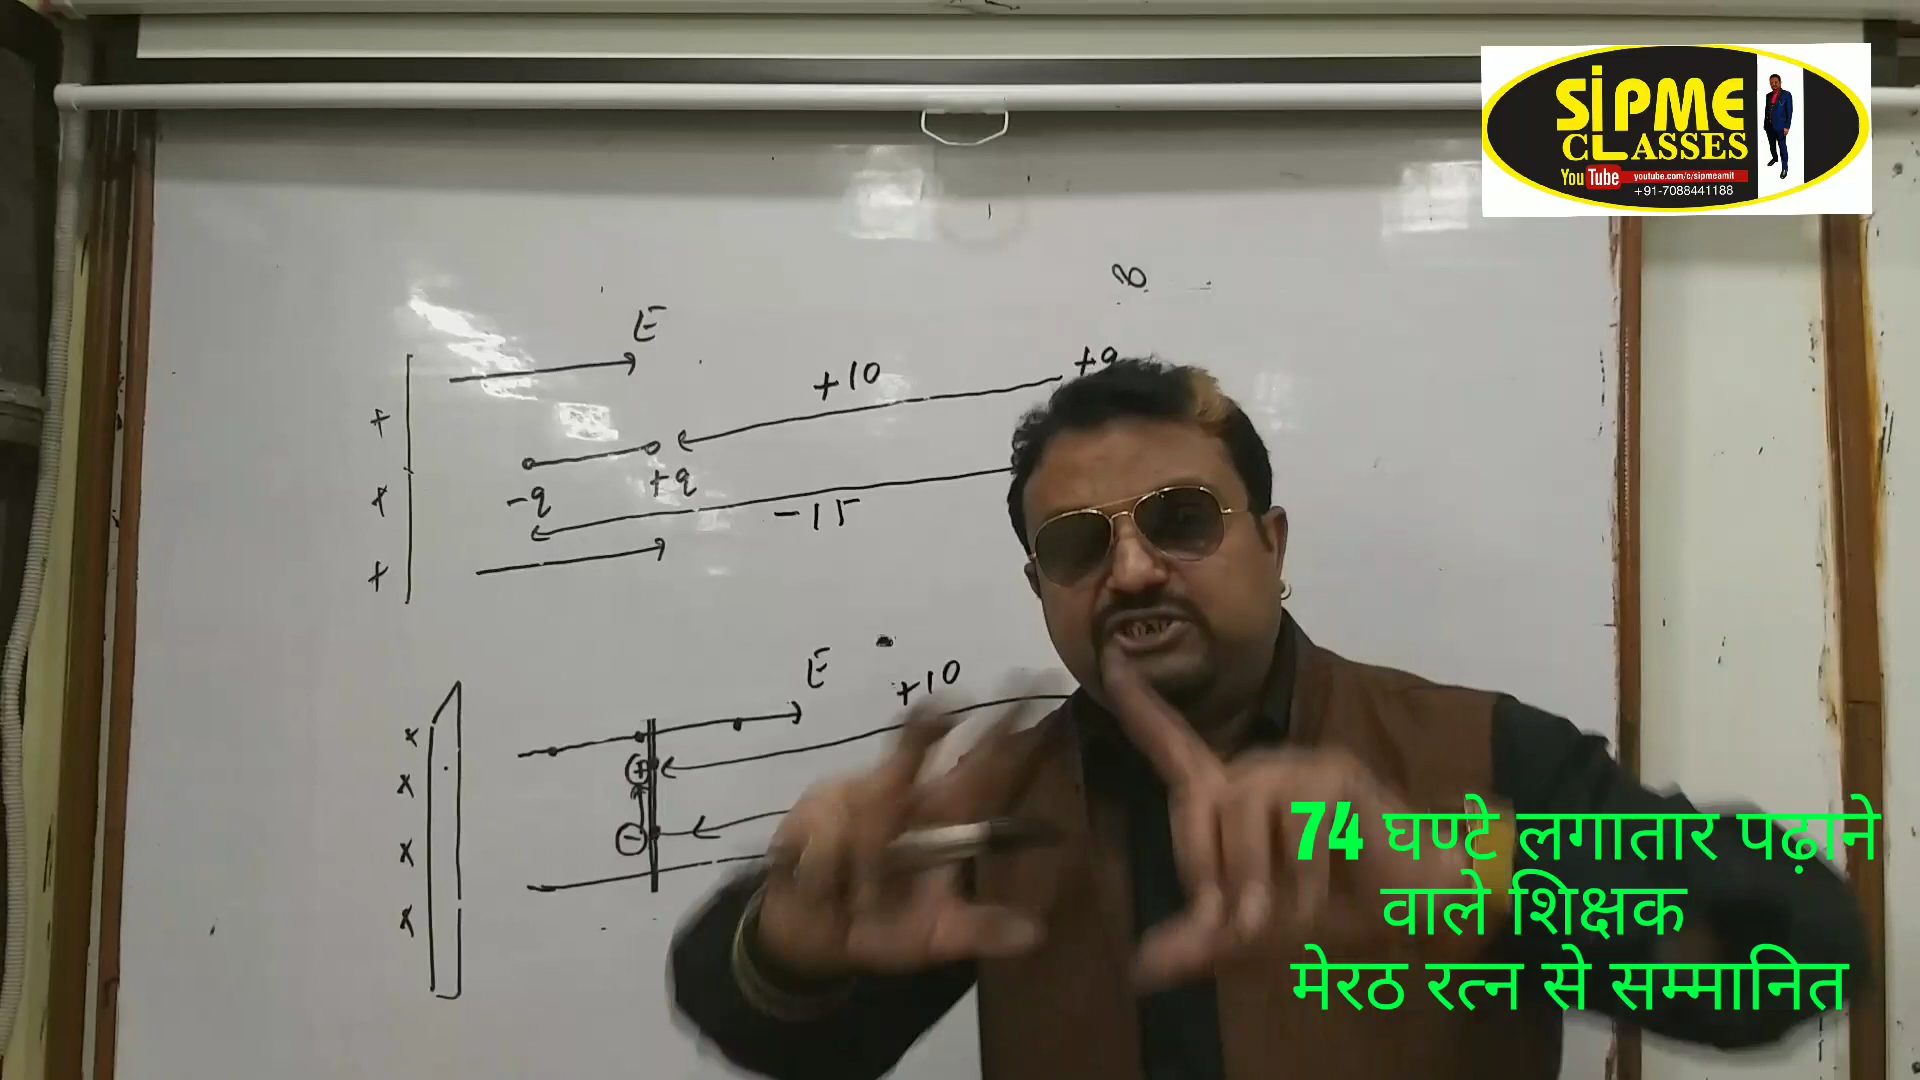 SiPME
CLASSES
YouTube youtube.com/c/sipmeamit
+91-7088441188
E
+10 +q
+
+
-q +q
-15
+
E
+10
x
x
+
-
x
x
74 घण्टे लगातार पढ़ाने
वाले शिक्षक
मेरठ रत्न से सम्मानित